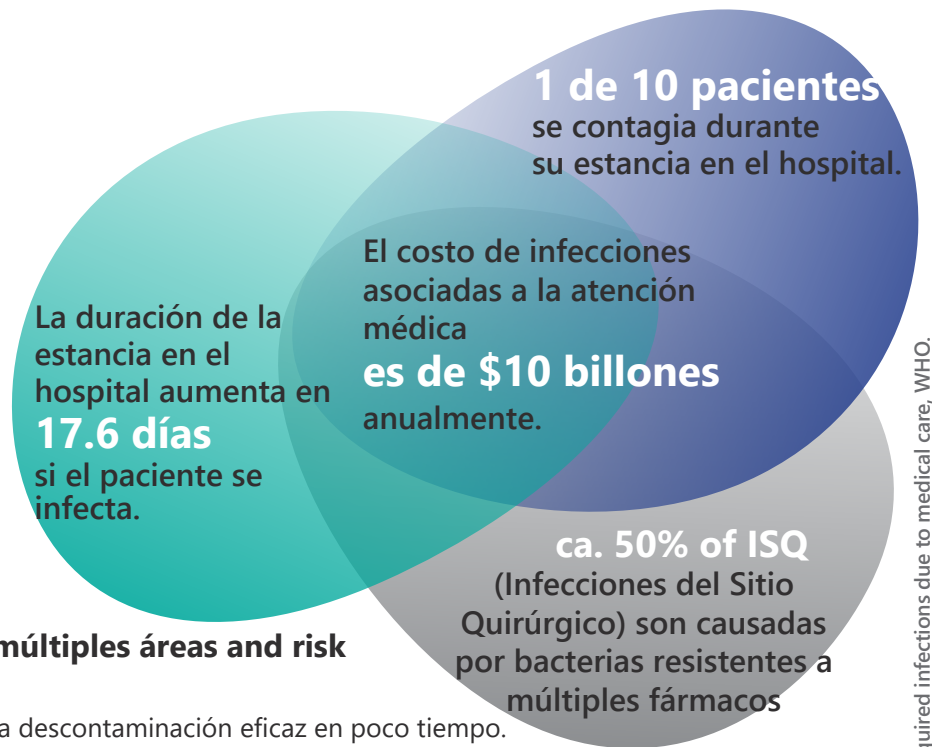 1 de 10 pacientes
se contagia durante
su estancia en el hospital.
El costo de infecciones
asociadas a la atención
médica
es de $10 billones
anualmente.
La duración de la
estancia en el
hospital aumenta en
17.6 días
si el paciente se
infecta.
ca. 50% of ISQ
(Infecciones del Sitio
Quirúrgico) son causadas
por bacterias resistentes a
múltiples fármacos
múltiples áreas and risk
a descontaminación eficaz en poco tiempo.
quired infections due to medical care, WHO.